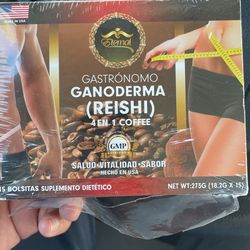 Eternal
GASTRÓNOMO
GANODERMA
(REISHI)
4 EN 1 COFFEE
GMP
SALUD•VITALIDAD•SABOR
HECHO EN USA
15 BOLSITAS SUPLEMENTO DIETÉTICO
NET WT:273G (18.2G X 15)